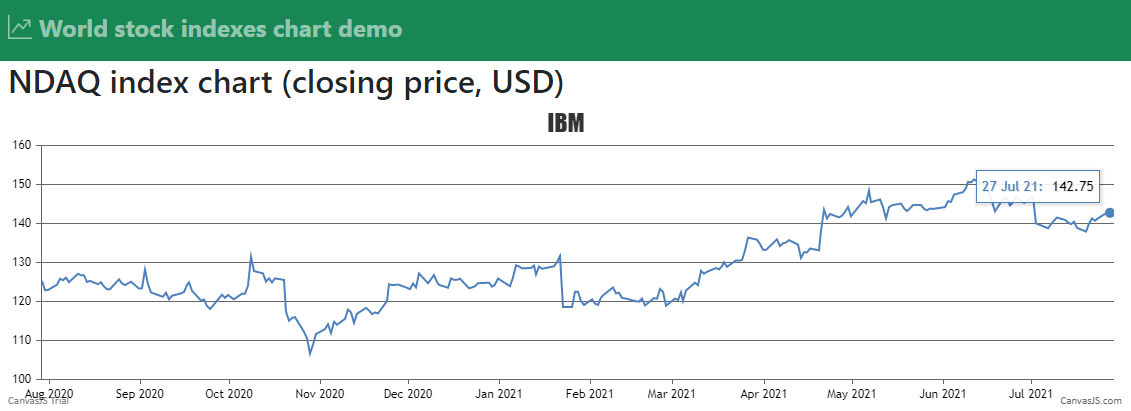 World stock indexes chart demo
NDAQ index chart (closing price, USD)
IBM
160
150
27 Jul 21: 142.75
140
130
120
110
100
Aug 2020 Sep 2020 Oct 2020 Nov 2020 Dec 2020 Jan 2021 Feb 2021 Mar 2021 Apr 2021 May 2021 Jun 2021 Jul 2021
CanvasJS Trial CanvasJS.com